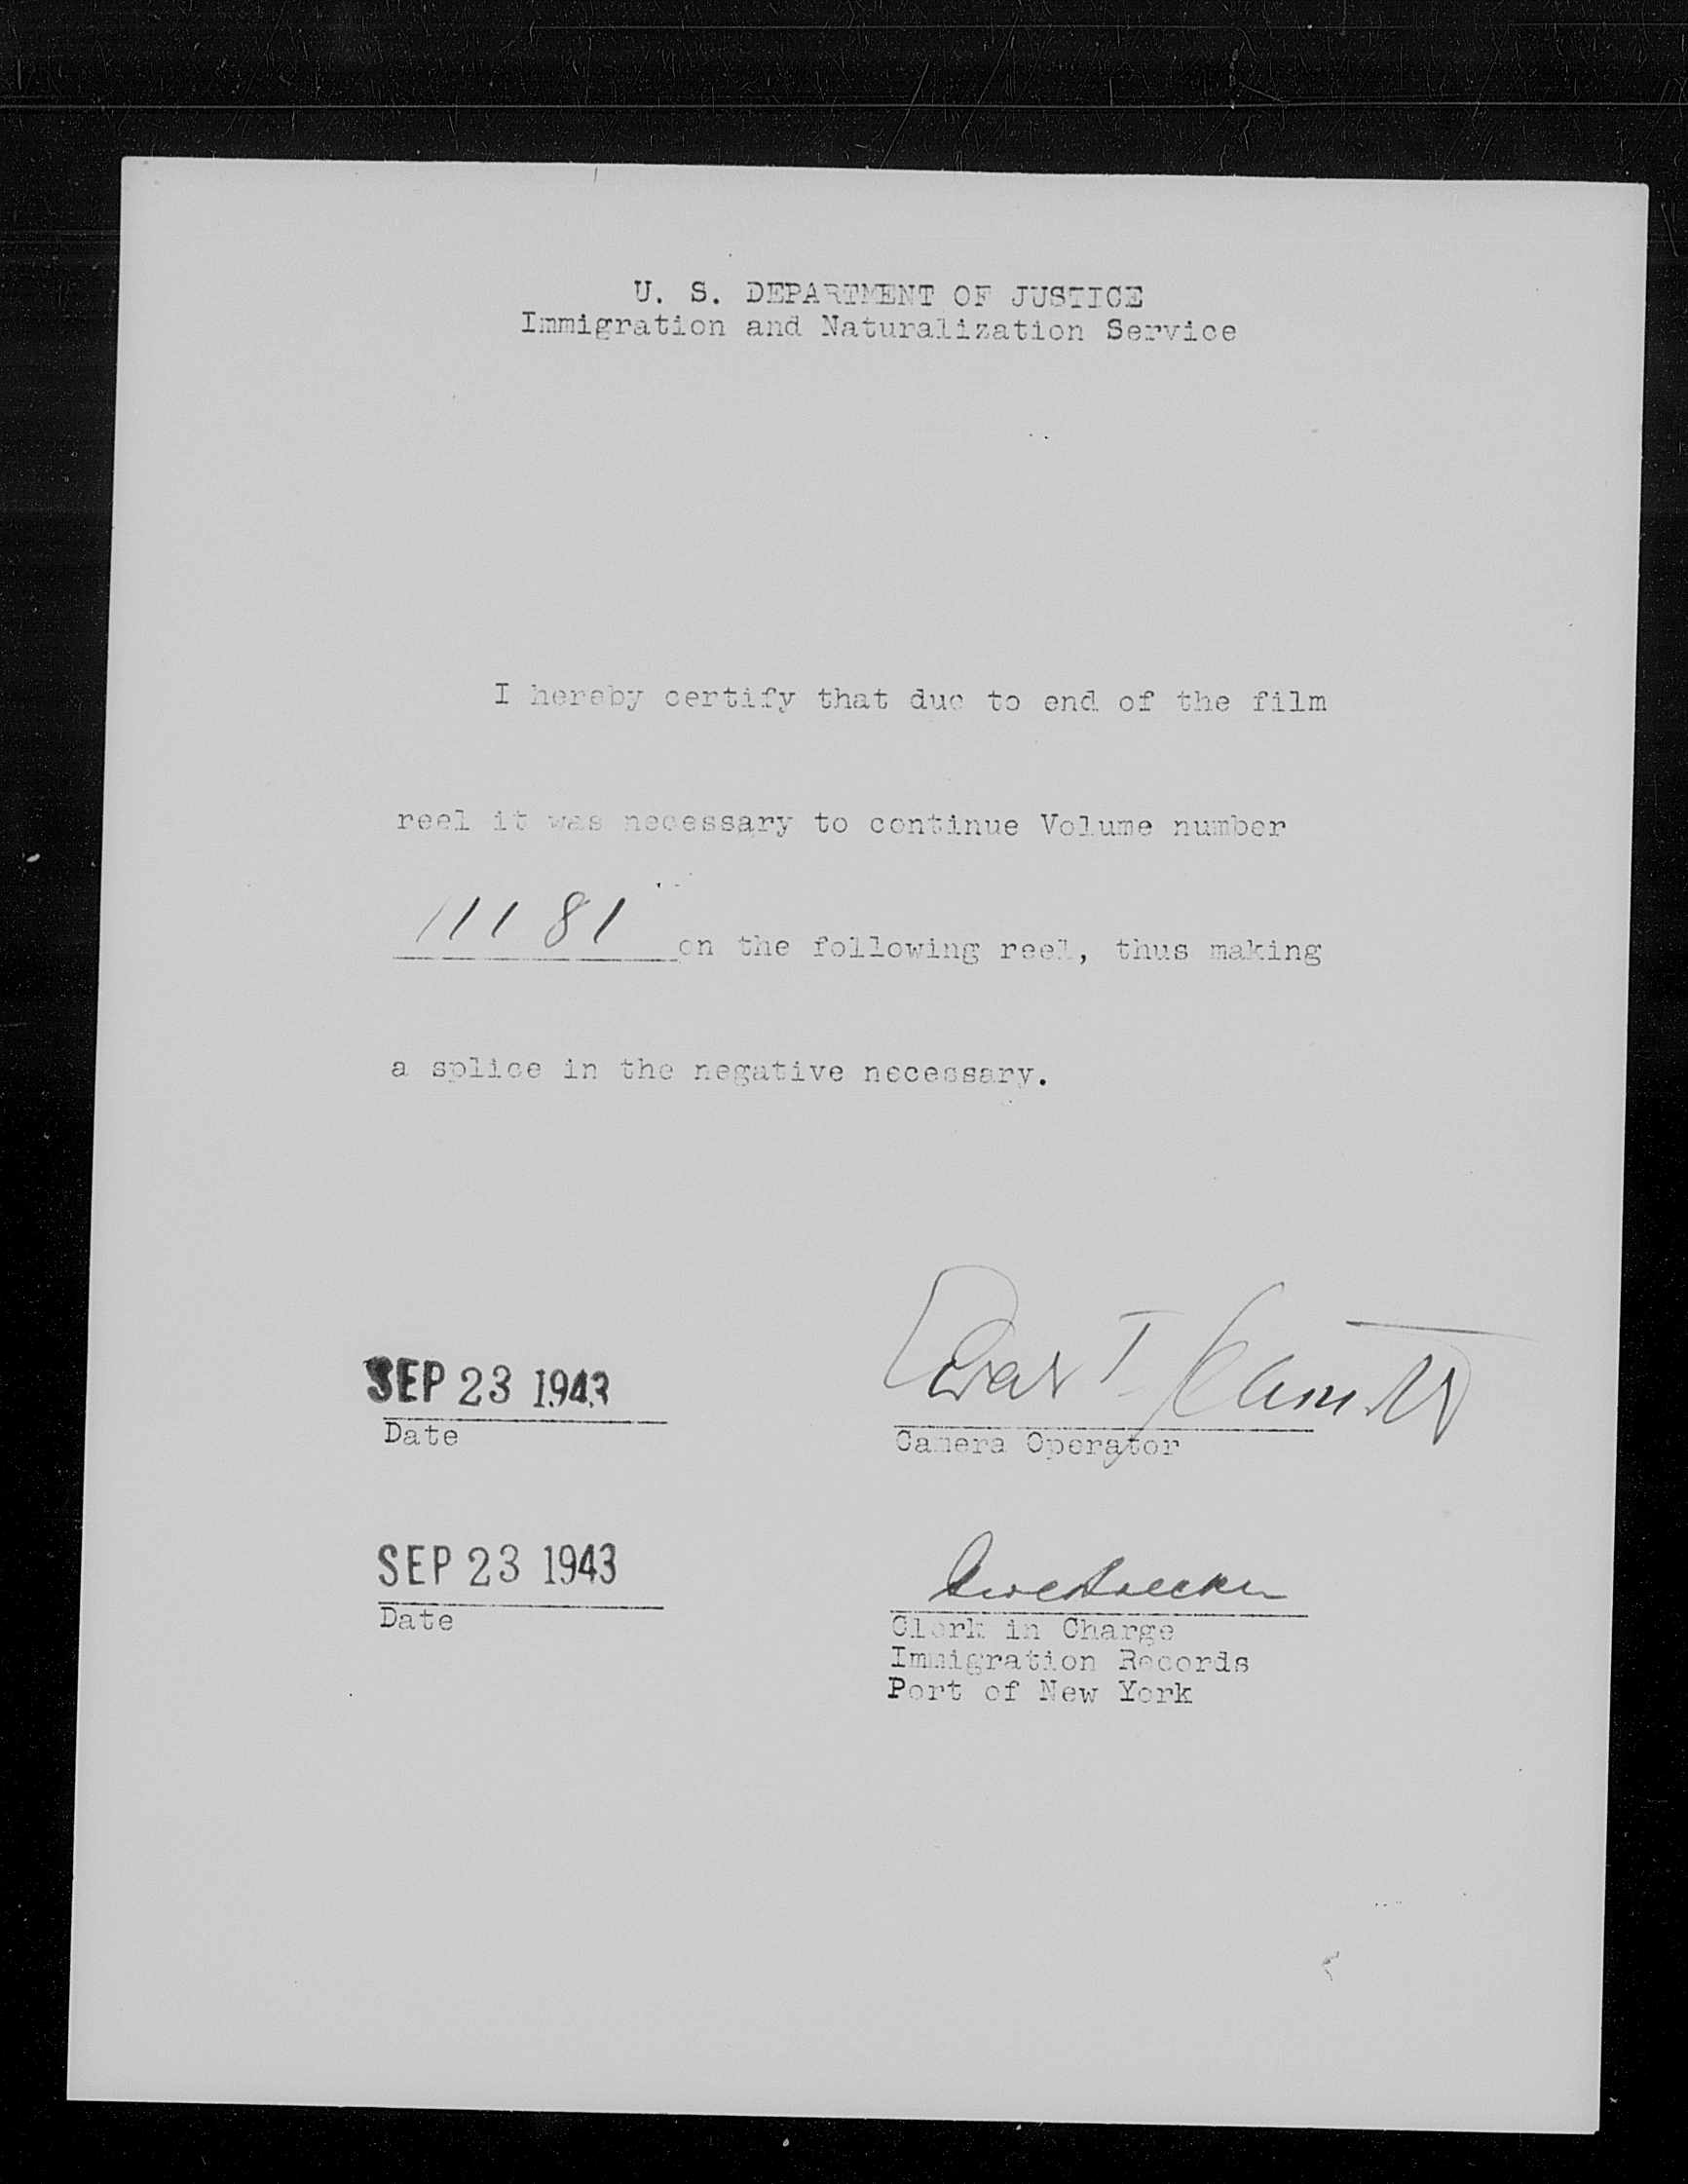 U. S. DEPARTMENT OF JUSTICE
Immigration and Naturalization Service
I hereby certify that due to end of the film
reel it was necessary to continue Volume number
11181 on the following reel, thus making
a splice in the negative necessary.
SEP 23 1943
Date
Camera Operator
SEP 23 1943
Date
Clerk in Charge
Immigration Records
Port of New York